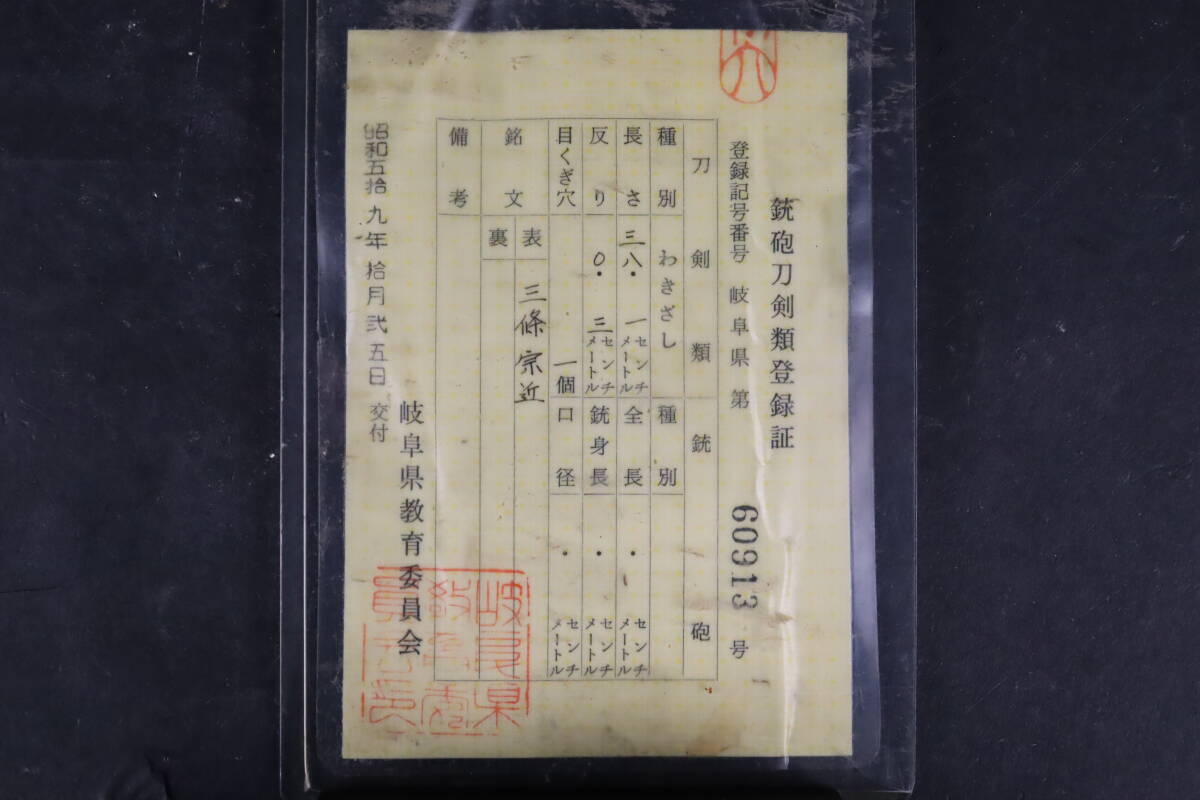 銃砲刀剣類登録証
登録記号番号 岐阜県 第 60913 号
刀剣類 銃砲
種別 わきざし 種別
長さ 三八・一センチメートル 全長 ・ センチメートル
反り 〇・三センチメートル 銃身長 ・ センチメートル
目くぎ穴 一個 口径 ・ センチメートル
銘文 表 三條宗近
裏
備考
岐阜県教育委員会
昭和五拾九年拾月弐五日 交付